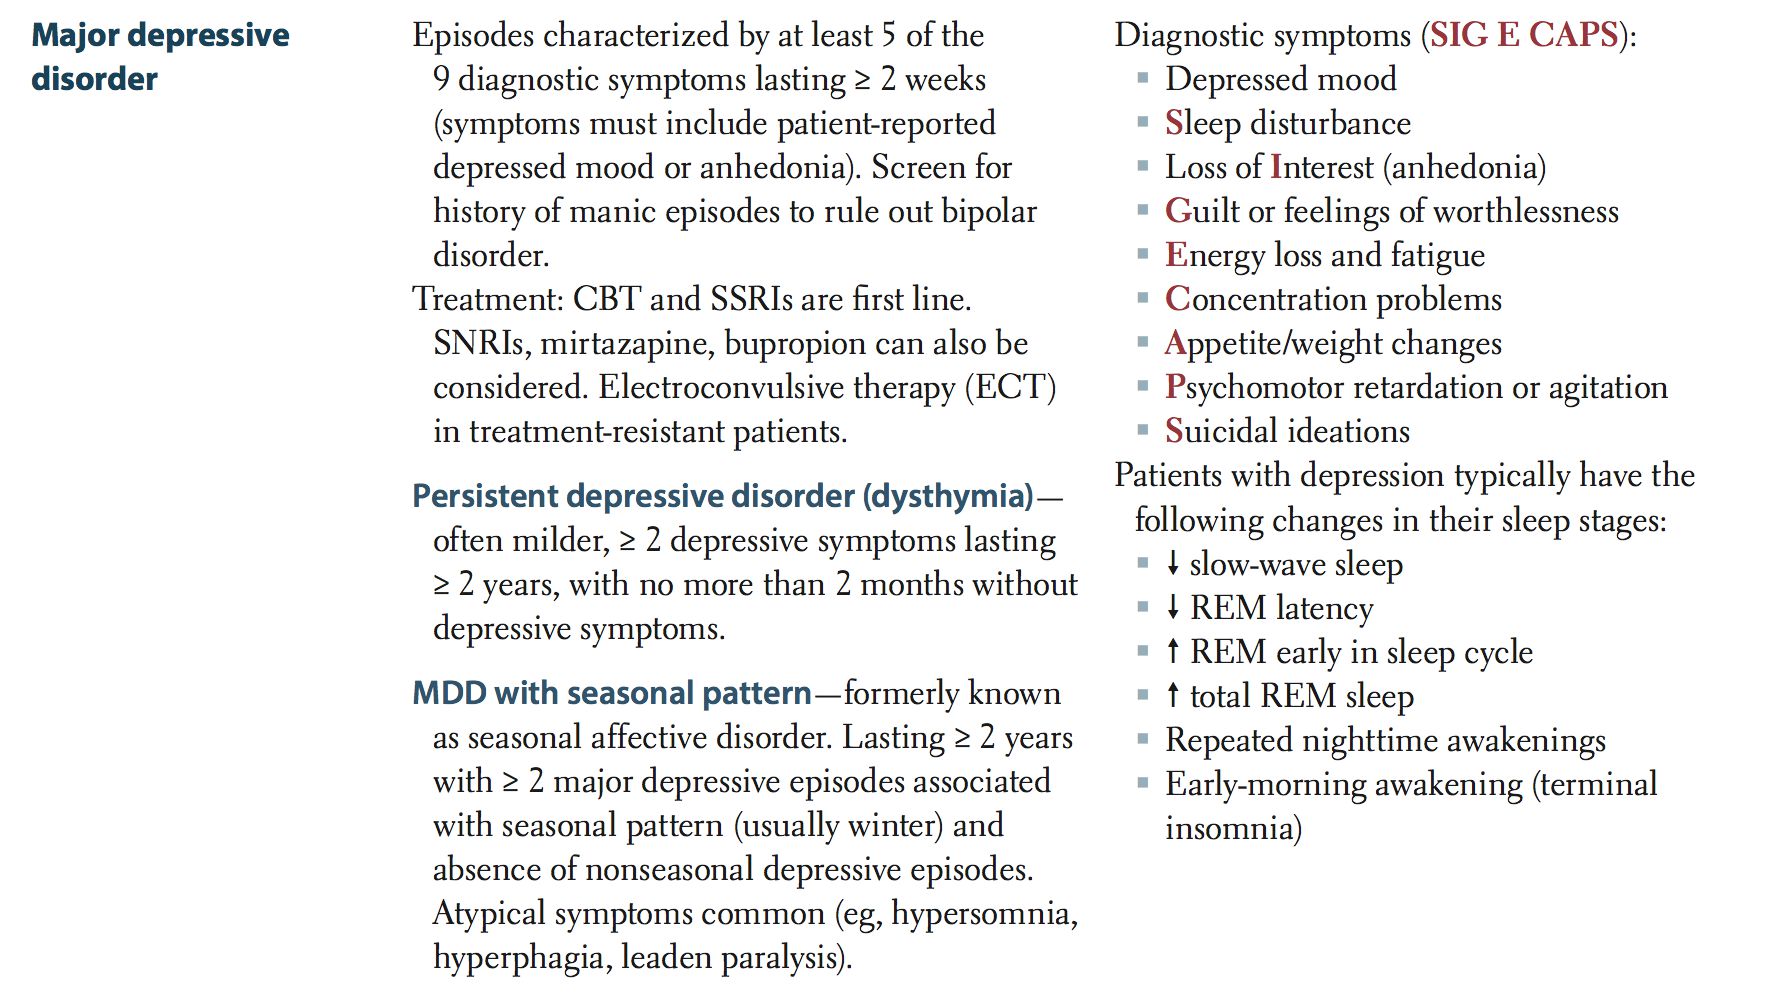 Major depressive
disorder
Episodes characterized by at least 5 of the
9 diagnostic symptoms lasting ≥ 2 weeks
(symptoms must include patient-reported
depressed mood or anhedonia). Screen for
history of manic episodes to rule out bipolar
disorder.
Treatment: CBT and SSRIs are first line.
SNRIs, mirtazapine, bupropion can also be
considered. Electroconvulsive therapy (ECT)
in treatment-resistant patients.
Persistent depressive disorder (dysthymia)—
often milder, ≥ 2 depressive symptoms lasting
≥ 2 years, with no more than 2 months without
depressive symptoms.
MDD with seasonal pattern—formerly known
as seasonal affective disorder. Lasting ≥ 2 years
with ≥ 2 major depressive episodes associated
with seasonal pattern (usually winter) and
absence of nonseasonal depressive episodes.
Atypical symptoms common (eg, hypersomnia,
hyperphagia, leaden paralysis).
Diagnostic symptoms (SIG E CAPS):
▪ Depressed mood
▪ Sleep disturbance
▪ Loss of Interest (anhedonia)
▪ Guilt or feelings of worthlessness
▪ Energy loss and fatigue
▪ Concentration problems
▪ Appetite/weight changes
▪ Psychomotor retardation or agitation
▪ Suicidal ideations
Patients with depression typically have the
following changes in their sleep stages:
▪ ↓ slow-wave sleep
▪ ↓ REM latency
▪ ↑ REM early in sleep cycle
▪ ↑ total REM sleep
▪ Repeated nighttime awakenings
▪ Early-morning awakening (terminal
insomnia)